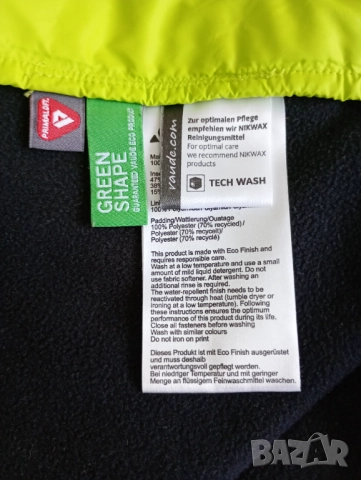 PRIMALOFT
GREEN
SHAPE
GUARANTEED VAUDE ECO PRODUCT
vaude.com
Zur optimalen Pflege
empfehlen wir NIKWAX
Reinigungsmittel
For optimal care
we recommend NIKWAX
products
TECH WASH
Padding/Wattierung/Ouatage
100% Polyester (70% recycled)/
Polyester (70% recycelt)/
Polyester (70% recyclé)
This product is made with Eco Finish and
requires responsible care.
Wash at a low temperature and use a small
amount of mild liquid detergent. Do not
use fabric softener. After washing an
additional rinse is required.
The water-repellent finish needs to be
reactivated through heat (tumble dryer or
ironing at a low temperature). Following
these instructions ensures the optimum
performance of this product during its life.
Close all fasteners before washing
Wash with similar colours
Do not iron on print
Dieses Produkt ist mit Eco Finish ausgerüstet
und muss deshalb
verantwortungsvoll gepflegt werden.
Bei niedriger Temperatur und mit geringer
Menge an flüssigem Feinwaschmittel waschen.
BAZAR